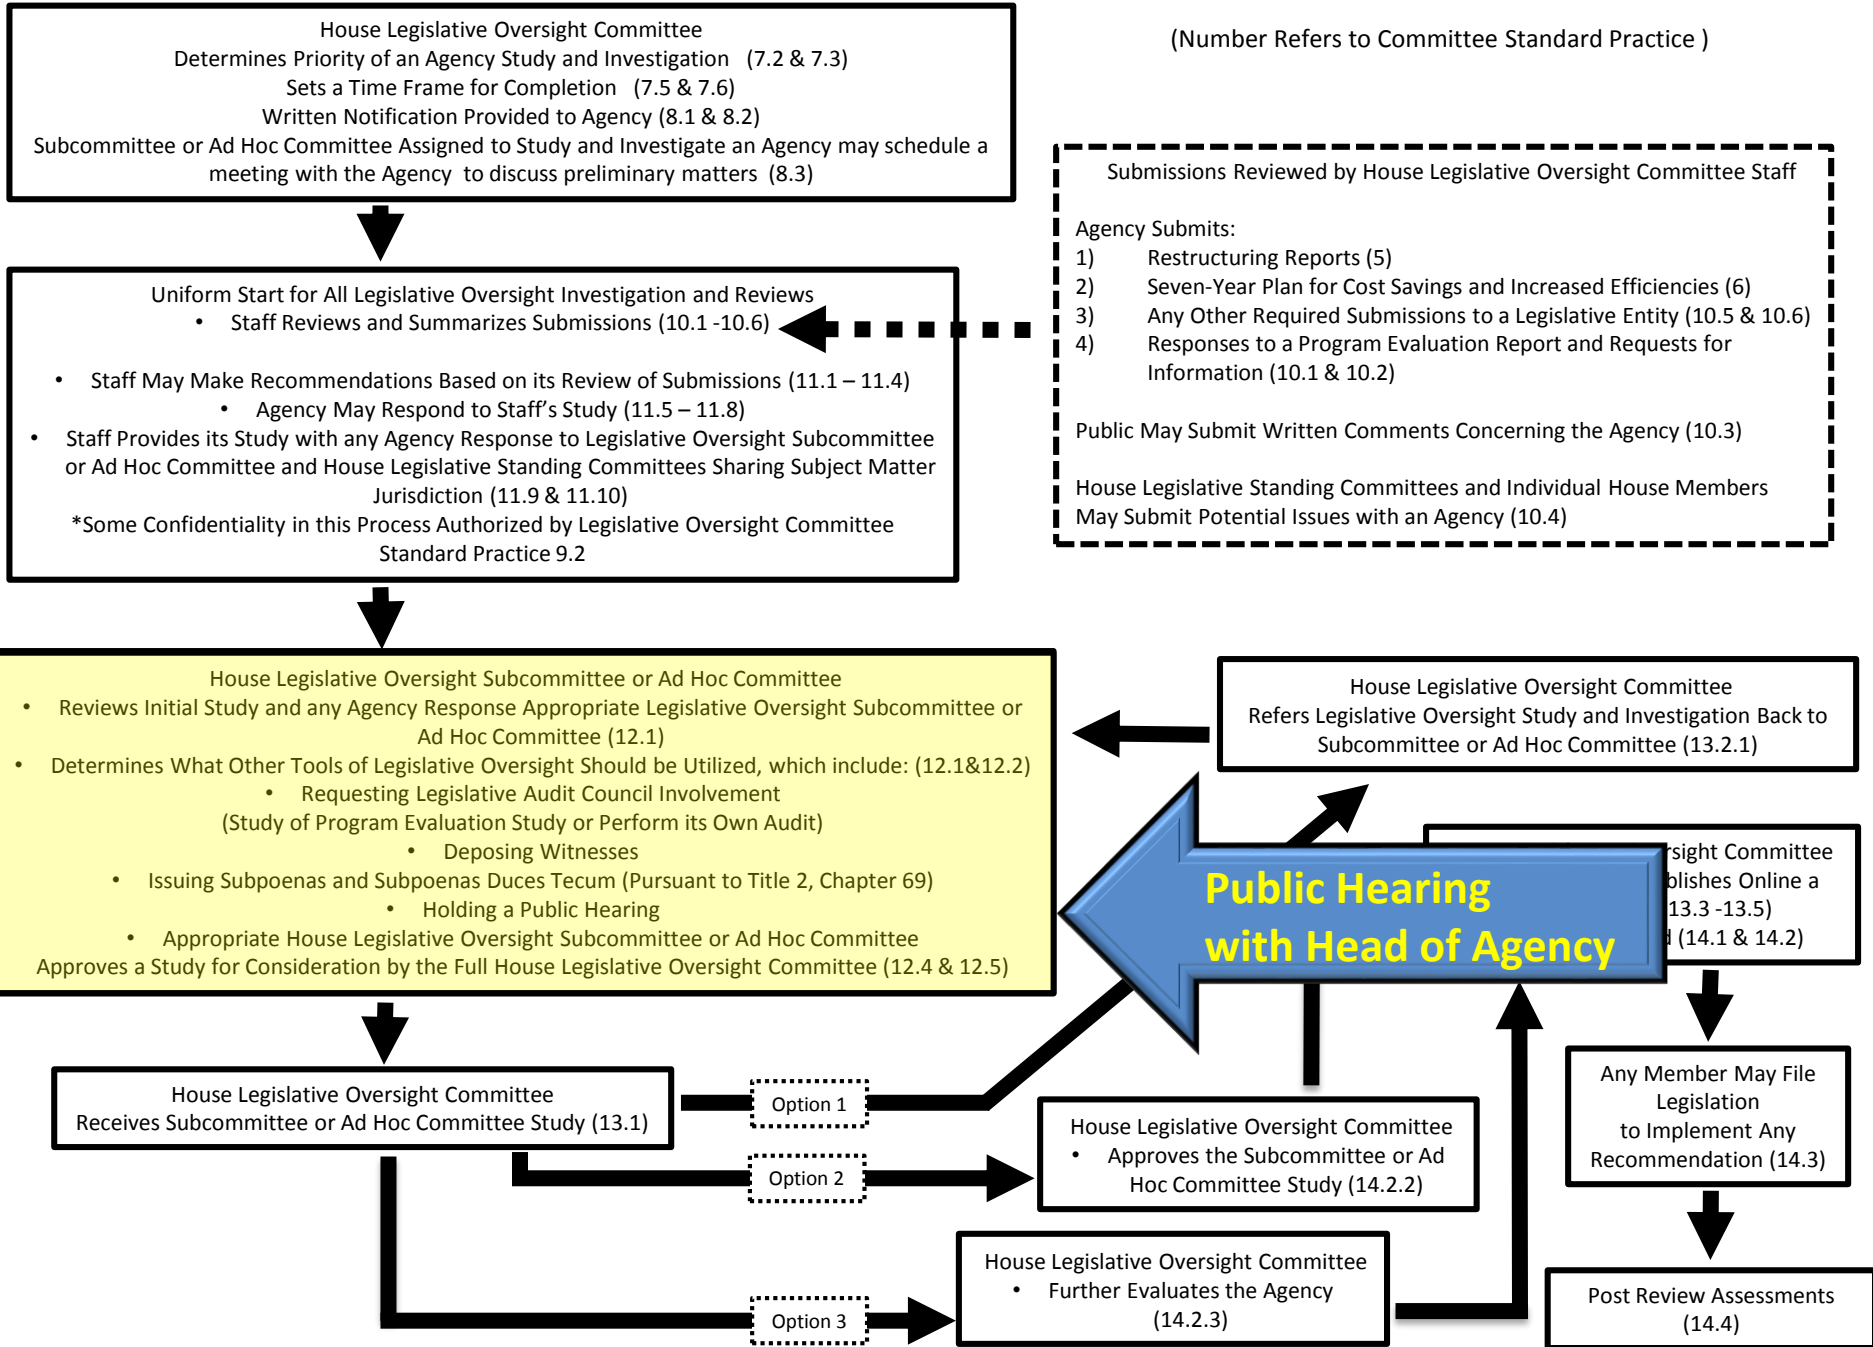 House Legislative Oversight Committee
Determines Priority of an Agency Study and Investigation (7.2 & 7.3)
Sets a Time Frame for Completion (7.5 & 7.6)
Written Notification Provided to Agency (8.1 & 8.2)
Subcommittee or Ad Hoc Committee Assigned to Study and Investigate an Agency may schedule a
meeting with the Agency to discuss preliminary matters (8.3)
(Number Refers to Committee Standard Practice )
Submissions Reviewed by House Legislative Oversight Committee Staff
Agency Submits:
1) Restructuring Reports (5)
2) Seven-Year Plan for Cost Savings and Increased Efficiencies (6)
3) Any Other Required Submissions to a Legislative Entity (10.5 & 10.6)
4) Responses to a Program Evaluation Report and Requests for
Information (10.1 & 10.2)
Public May Submit Written Comments Concerning the Agency (10.3)
House Legislative Standing Committees and Individual House Members
May Submit Potential Issues with an Agency (10.4)
Uniform Start for All Legislative Oversight Investigation and Reviews
• Staff Reviews and Summarizes Submissions (10.1 -10.6)
• Staff May Make Recommendations Based on its Review of Submissions (11.1 – 11.4)
• Agency May Respond to Staff's Study (11.5 – 11.8)
• Staff Provides its Study with any Agency Response to Legislative Oversight Subcommittee
or Ad Hoc Committee and House Legislative Standing Committees Sharing Subject Matter
Jurisdiction (11.9 & 11.10)
*Some Confidentiality in this Process Authorized by Legislative Oversight Committee
Standard Practice 9.2
House Legislative Oversight Subcommittee or Ad Hoc Committee
• Reviews Initial Study and any Agency Response Appropriate Legislative Oversight Subcommittee or
Ad Hoc Committee (12.1)
• Determines What Other Tools of Legislative Oversight Should be Utilized, which include: (12.1&12.2)
• Requesting Legislative Audit Council Involvement
(Study of Program Evaluation Study or Perform its Own Audit)
• Deposing Witnesses
• Issuing Subpoenas and Subpoenas Duces Tecum (Pursuant to Title 2, Chapter 69)
• Holding a Public Hearing
• Appropriate House Legislative Oversight Subcommittee or Ad Hoc Committee
Approves a Study for Consideration by the Full House Legislative Oversight Committee (12.4 & 12.5)
House Legislative Oversight Committee
Refers Legislative Oversight Study and Investigation Back to
Subcommittee or Ad Hoc Committee (13.2.1)
Public Hearing
with Head of Agency
Committee
Online a
13.3 -13.5)
(14.1 & 14.2)
House Legislative Oversight Committee
Receives Subcommittee or Ad Hoc Committee Study (13.1)
Option 1
Option 2
Option 3
House Legislative Oversight Committee
• Approves the Subcommittee or Ad
Hoc Committee Study (14.2.2)
House Legislative Oversight Committee
• Further Evaluates the Agency
(14.2.3)
Any Member May File
Legislation
to Implement Any
Recommendation (14.3)
Post Review Assessments
(14.4)